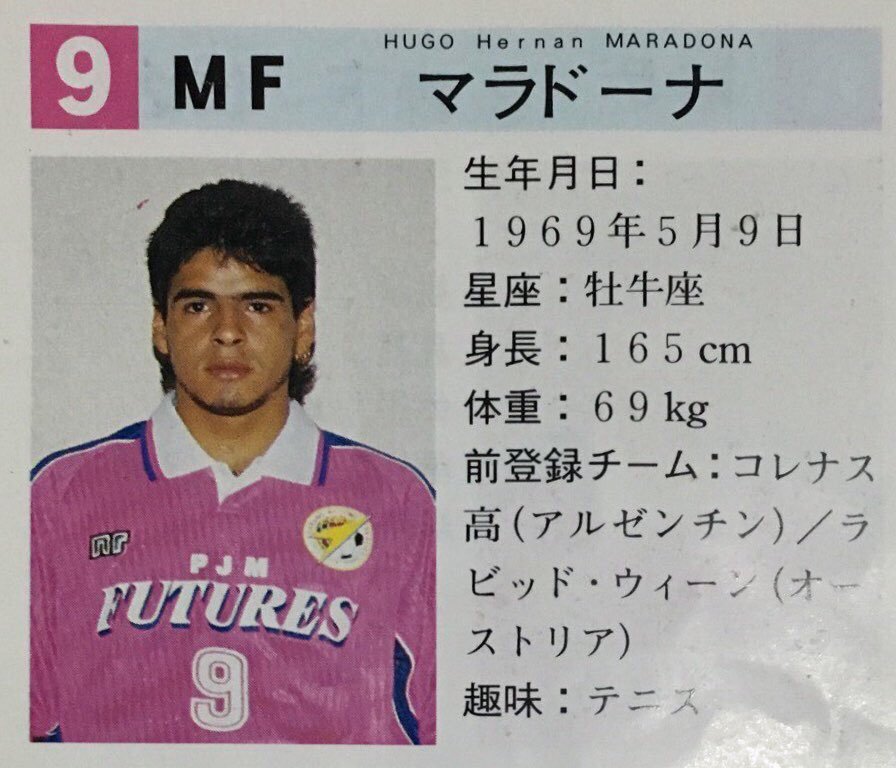 9 MF HUGO Hernan MARADONA
マラドーナ
生年月日：
1969年5月9日
星座：牡牛座
身長：165cm
体重：69kg
前登録チーム：コレナス
高(アルゼンチン)／ラ
ピッド・ウィーン(オー
ストリア)
趣味：テニス
PJM
FUTURES
9